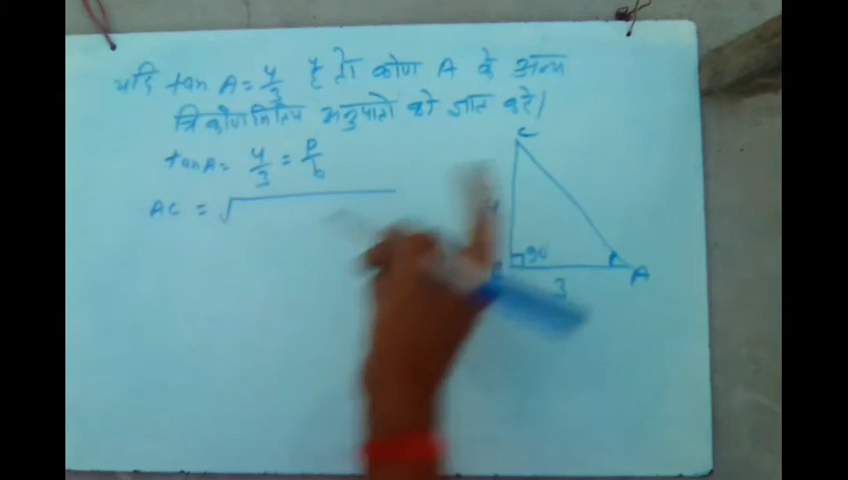 यदि tan A = 4/3 है तो कोण A के अन्य
त्रिकोणमितिय अनुपातो को ज्ञात करे।
tan A = 4/3 = P/b
AC = √
C
90
A
3